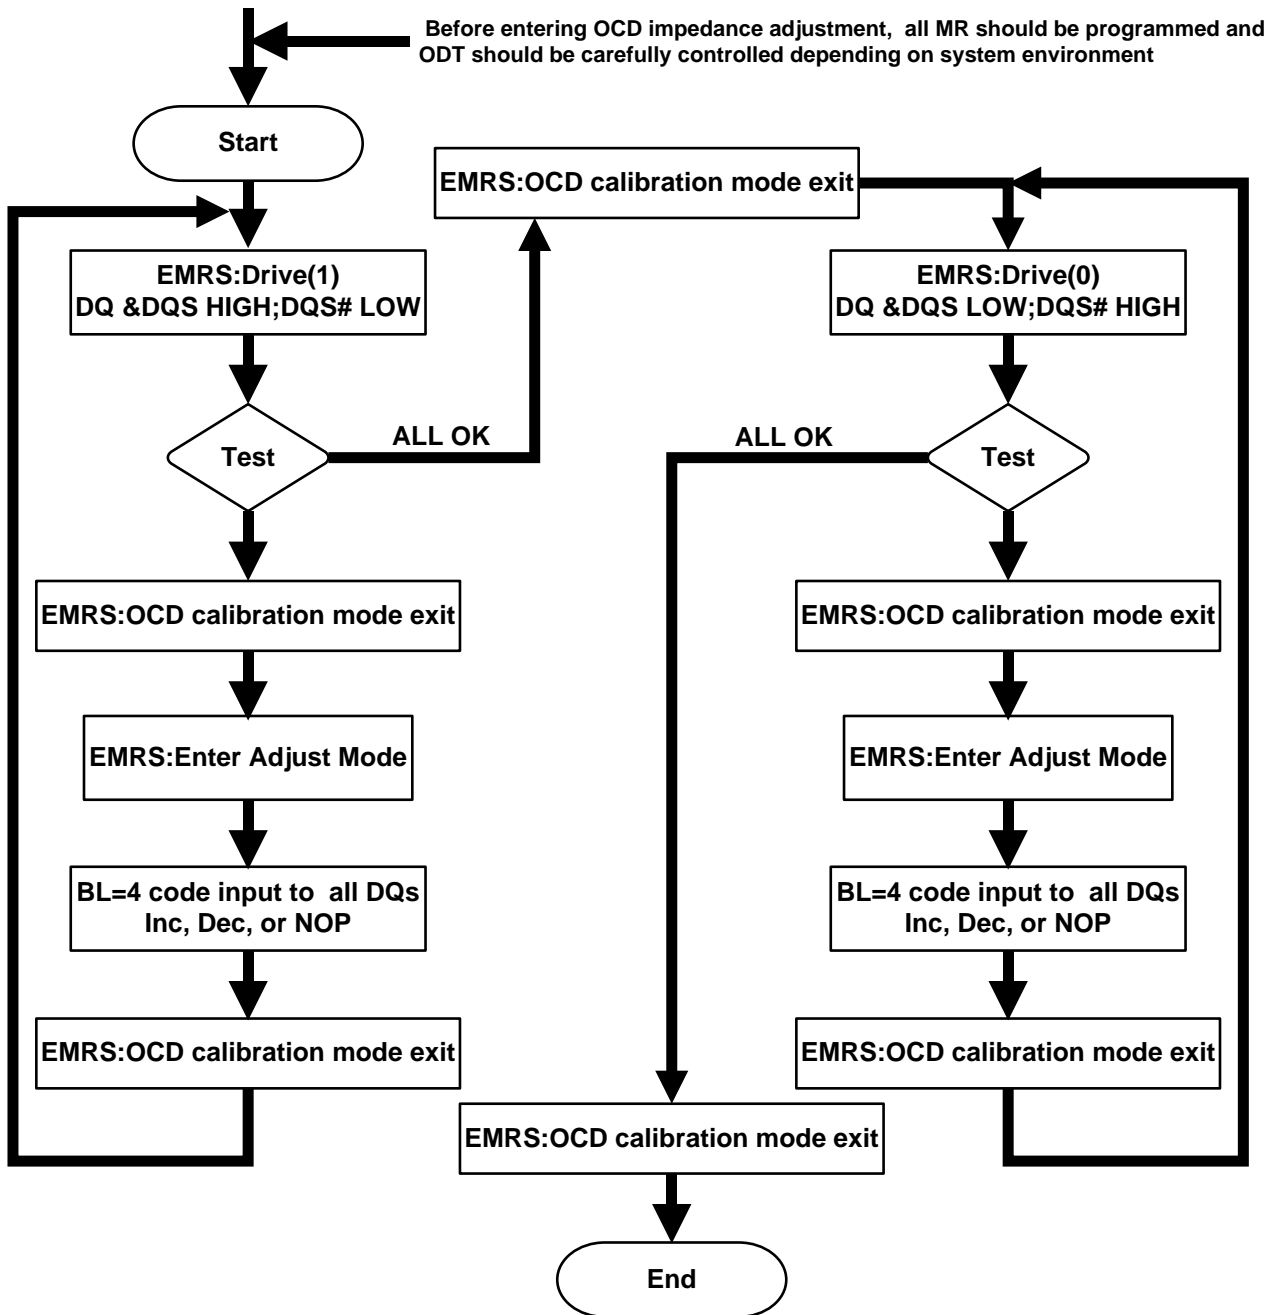 Before entering OCD impedance adjustment, all MR should be programmed and
ODT should be carefully controlled depending on system environment
Start
EMRS:OCD calibration mode exit
EMRS:Drive(1)
DQ &DQS HIGH;DQS# LOW
EMRS:Drive(0)
DQ &DQS LOW;DQS# HIGH
ALL OK
Test
ALL OK
Test
EMRS:OCD calibration mode exit
EMRS:OCD calibration mode exit
EMRS:Enter Adjust Mode
EMRS:Enter Adjust Mode
BL=4 code input to all DQs
Inc, Dec, or NOP
BL=4 code input to all DQs
Inc, Dec, or NOP
EMRS:OCD calibration mode exit
EMRS:OCD calibration mode exit
EMRS:OCD calibration mode exit
End